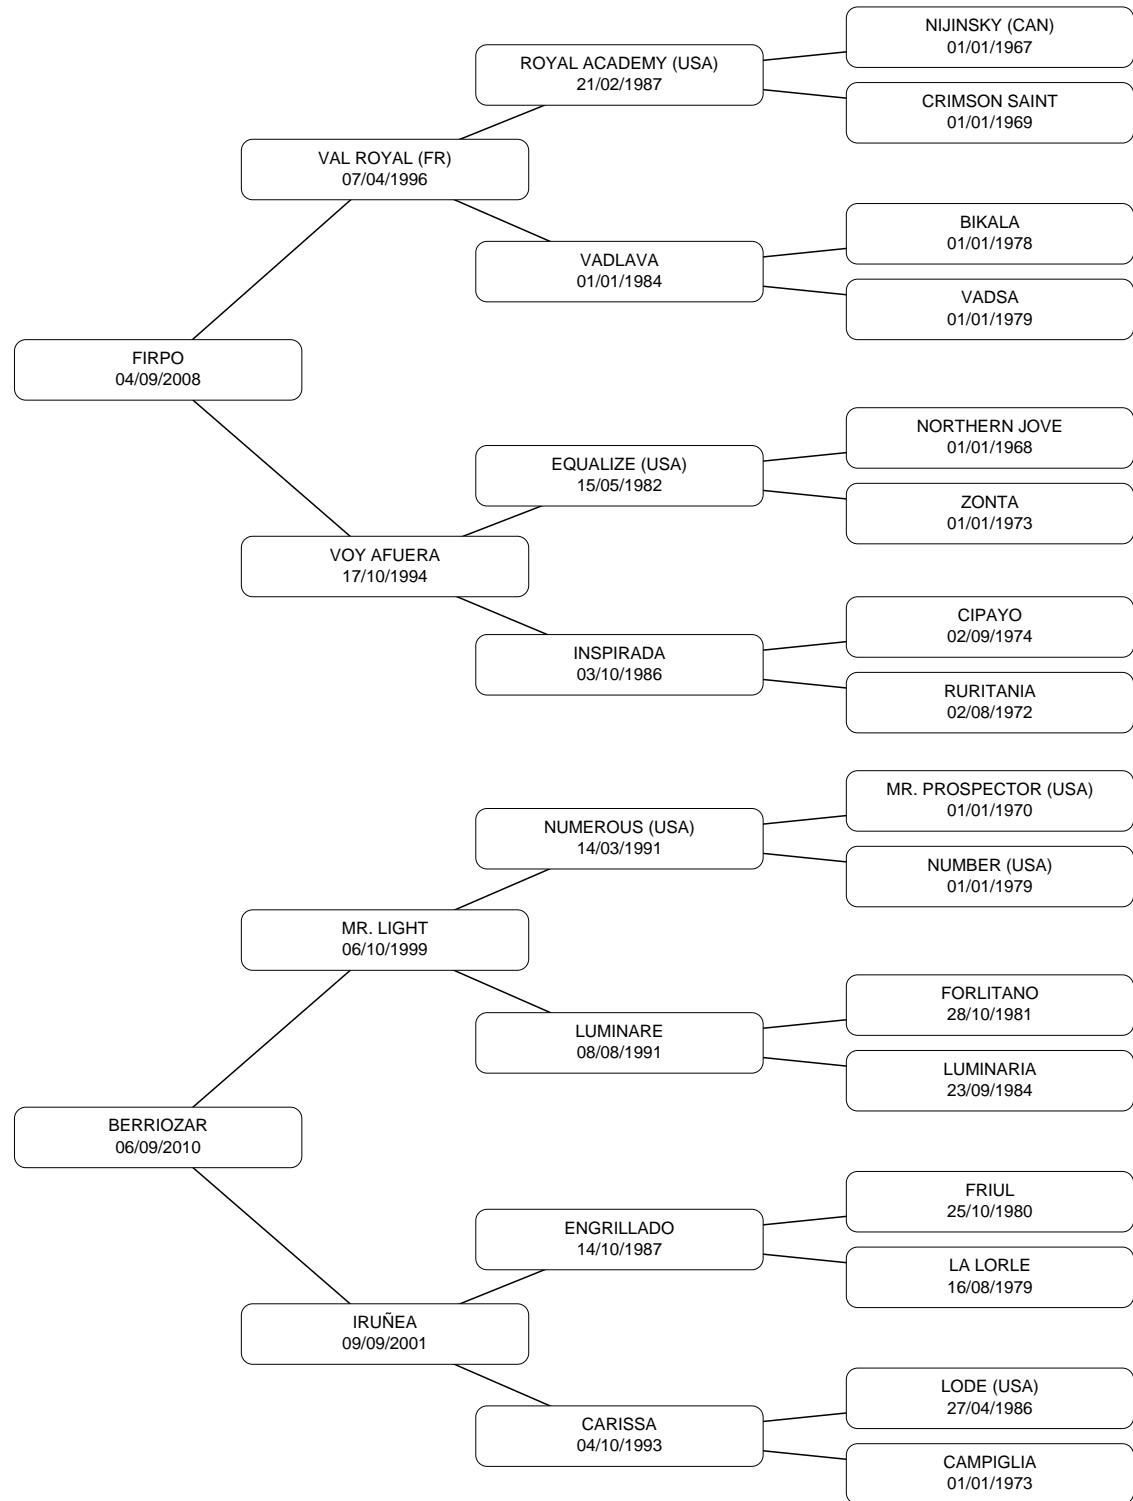 NIJINSKY (CAN)
01/01/1967
ROYAL ACADEMY (USA)
21/02/1987
CRIMSON SAINT
01/01/1969
VAL ROYAL (FR)
07/04/1996
BIKALA
01/01/1978
VADLAVA
01/01/1984
VADSA
01/01/1979
FIRPO
04/09/2008
NORTHERN JOVE
01/01/1968
EQUALIZE (USA)
15/05/1982
ZONTA
01/01/1973
VOY AFUERA
17/10/1994
CIPAYO
02/09/1974
INSPIRADA
03/10/1986
RURITANIA
02/08/1972
MR. PROSPECTOR (USA)
01/01/1970
NUMEROUS (USA)
14/03/1991
NUMBER (USA)
01/01/1979
MR. LIGHT
06/10/1999
FORLITANO
28/10/1981
LUMINARE
08/08/1991
LUMINARIA
23/09/1984
BERRIOZAR
06/09/2010
FRIUL
25/10/1980
ENGRILLADO
14/10/1987
LA LORLE
16/08/1979
IRUÑEA
09/09/2001
LODE (USA)
27/04/1986
CARISSA
04/10/1993
CAMPIGLIA
01/01/1973